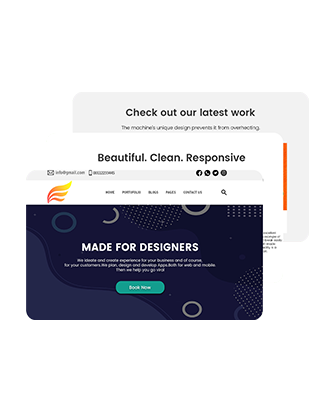 Check out our latest work
The machine's unique design prevents it from overheating,
Beautiful. Clean. Responsive
info@gmail.com
HOME PORTFOLIO BLOGS PAGES CONTACT US
MADE FOR DESIGNERS
We ideate and create experience for your business and of course,
for your customers.We plan, design and develop Apps.Both for web and mobile.
Then we help you go viral
Book Now